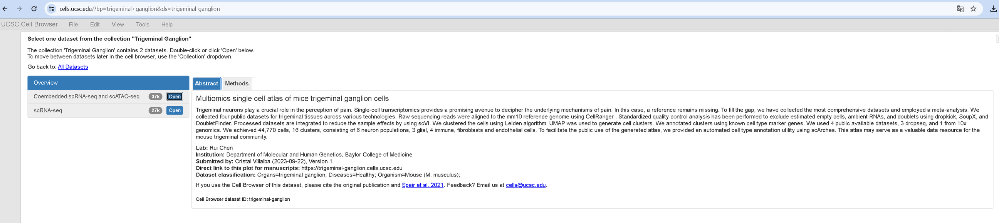 cells.ucsc.edu/?bp=trigeminal+ganglion&ds=trigeminal-ganglion
UCSC Cell Browser File Edit View Tools Help
Select one dataset from the collection "Trigeminal Ganglion"
The collection 'Trigeminal Ganglion' contains 2 datasets. Double-click or click 'Open' below.
To move between datasets later in the cell browser, use the 'Collection' dropdown.
Go back to: All Datasets
Overview
Coembedded scRNA-seq and scATAC-seq 37k Open
scRNA-seq 27k Open
Abstract Methods
Multiomics single cell atlas of mice trigeminal ganglion cells
Trigeminal neurons play a crucial role in the perception of pain. Single-cell transcriptomics provides a promising avenue to decipher the underlying mechanisms of pain. In this case, a reference remains missing. To fill the gap, we have collected the most comprehensive datasets and employed a meta-analysis. We
collected four public datasets for trigeminal tissues across various technologies. Raw sequencing reads were aligned to the mm10 reference genome using CellRanger . Standardized quality control analysis has been performed to exclude estimated empty cells, ambient RNAs, and doublets using dropkick, SoupX, and
DoubletFinder. Processed datasets are integrated to reduce the sample effects by using scVI. We clustered the cells using Leiden algorithm. UMAP was used to generate cell clusters. We annotated clusters using known cell type marker genes. We used 4 public available datasets, 3 dropseq, and 1 from 10x
genomics. We achieved 44,770 cells, 16 clusters, consisting of 6 neuron populations, 3 glial, 4 immune, fibroblasts and endothelial cells. To facilitate the public use of the generated atlas, we provided an automated cell type annotation utility using scArches. This atlas may serve as a valuable data resource for the
mouse trigeminal community.
Lab: Rui Chen
Institution: Department of Molecular and Human Genetics, Baylor College of Medicine
Submitted by: Cristal Villalba (2023-09-22), Version 1
Direct link to this plot for manuscripts: https://trigeminal-ganglion.cells.ucsc.edu
Dataset classification: Organs=trigeminal ganglion; Diseases=Healthy; Organism=Mouse (M. musculus);
If you use the Cell Browser of this dataset, please cite the original publication and Speir et al. 2021. Feedback? Email us at cells@ucsc.edu.
Cell Browser dataset ID: trigeminal-ganglion